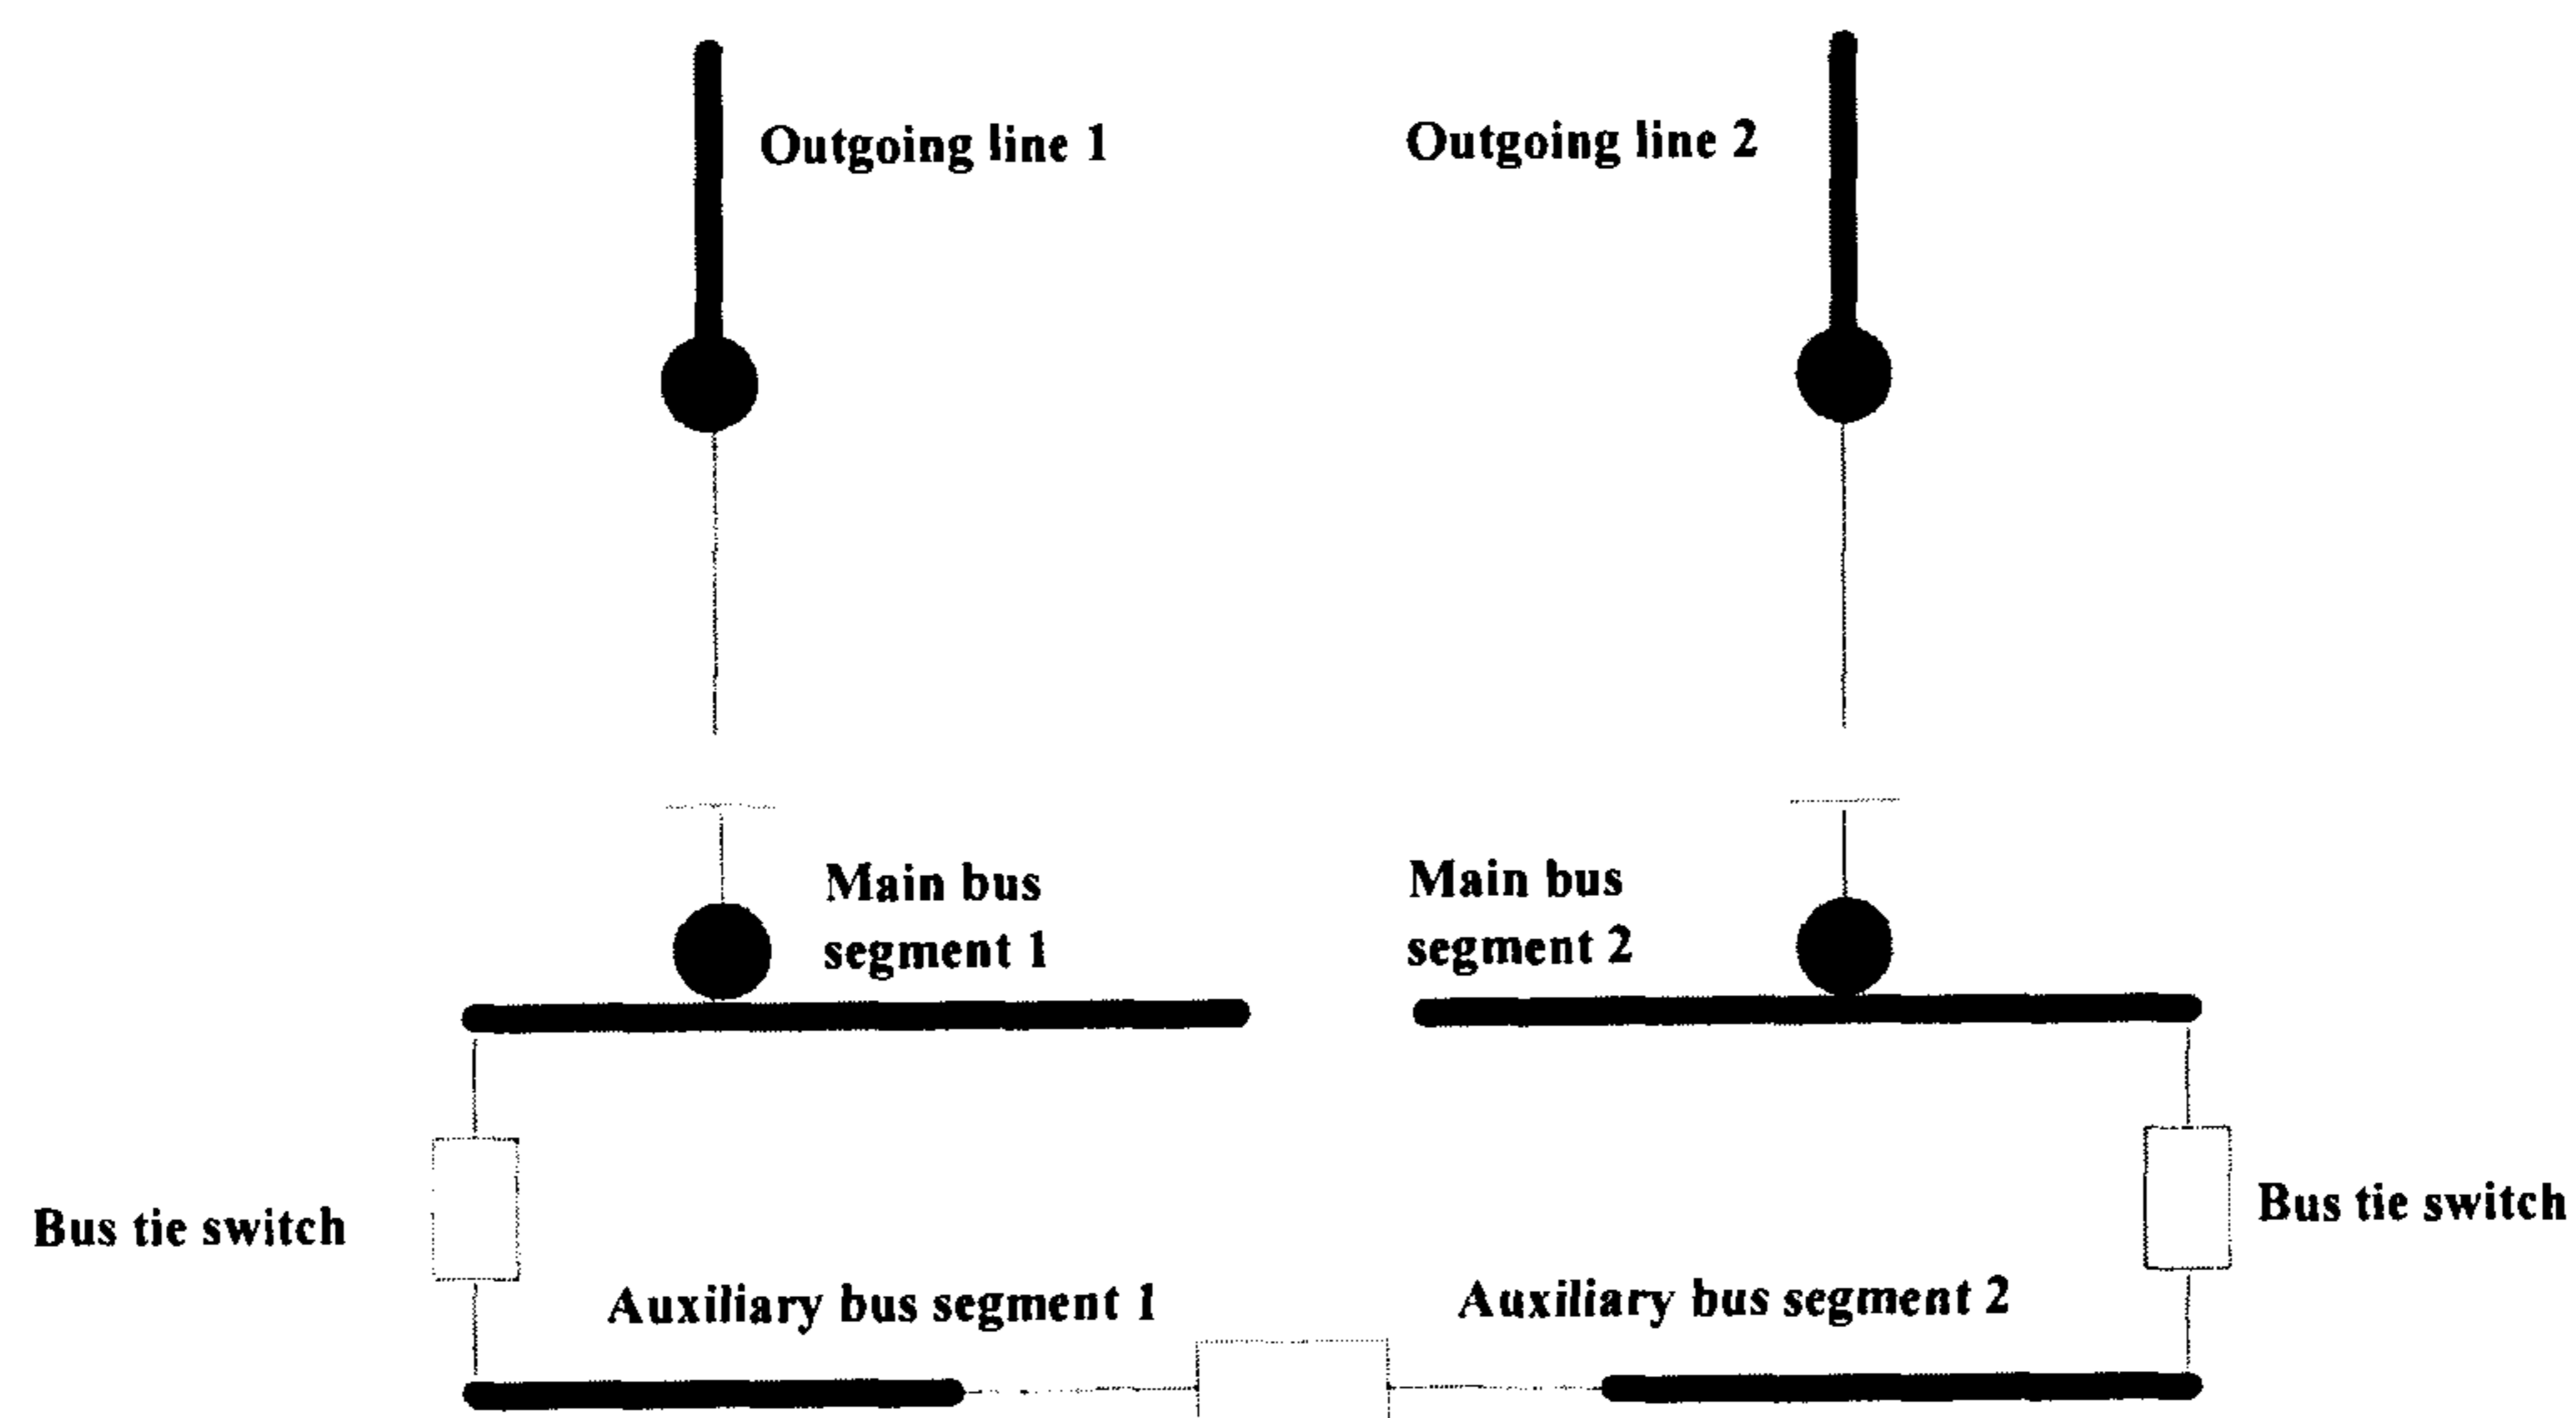 Outgoing line 1
Outgoing line 2
Main bus
segment 1
Main bus
segment 2
Bus tie switch
Bus tie switch
Auxiliary bus segment 1
Auxiliary bus segment 2